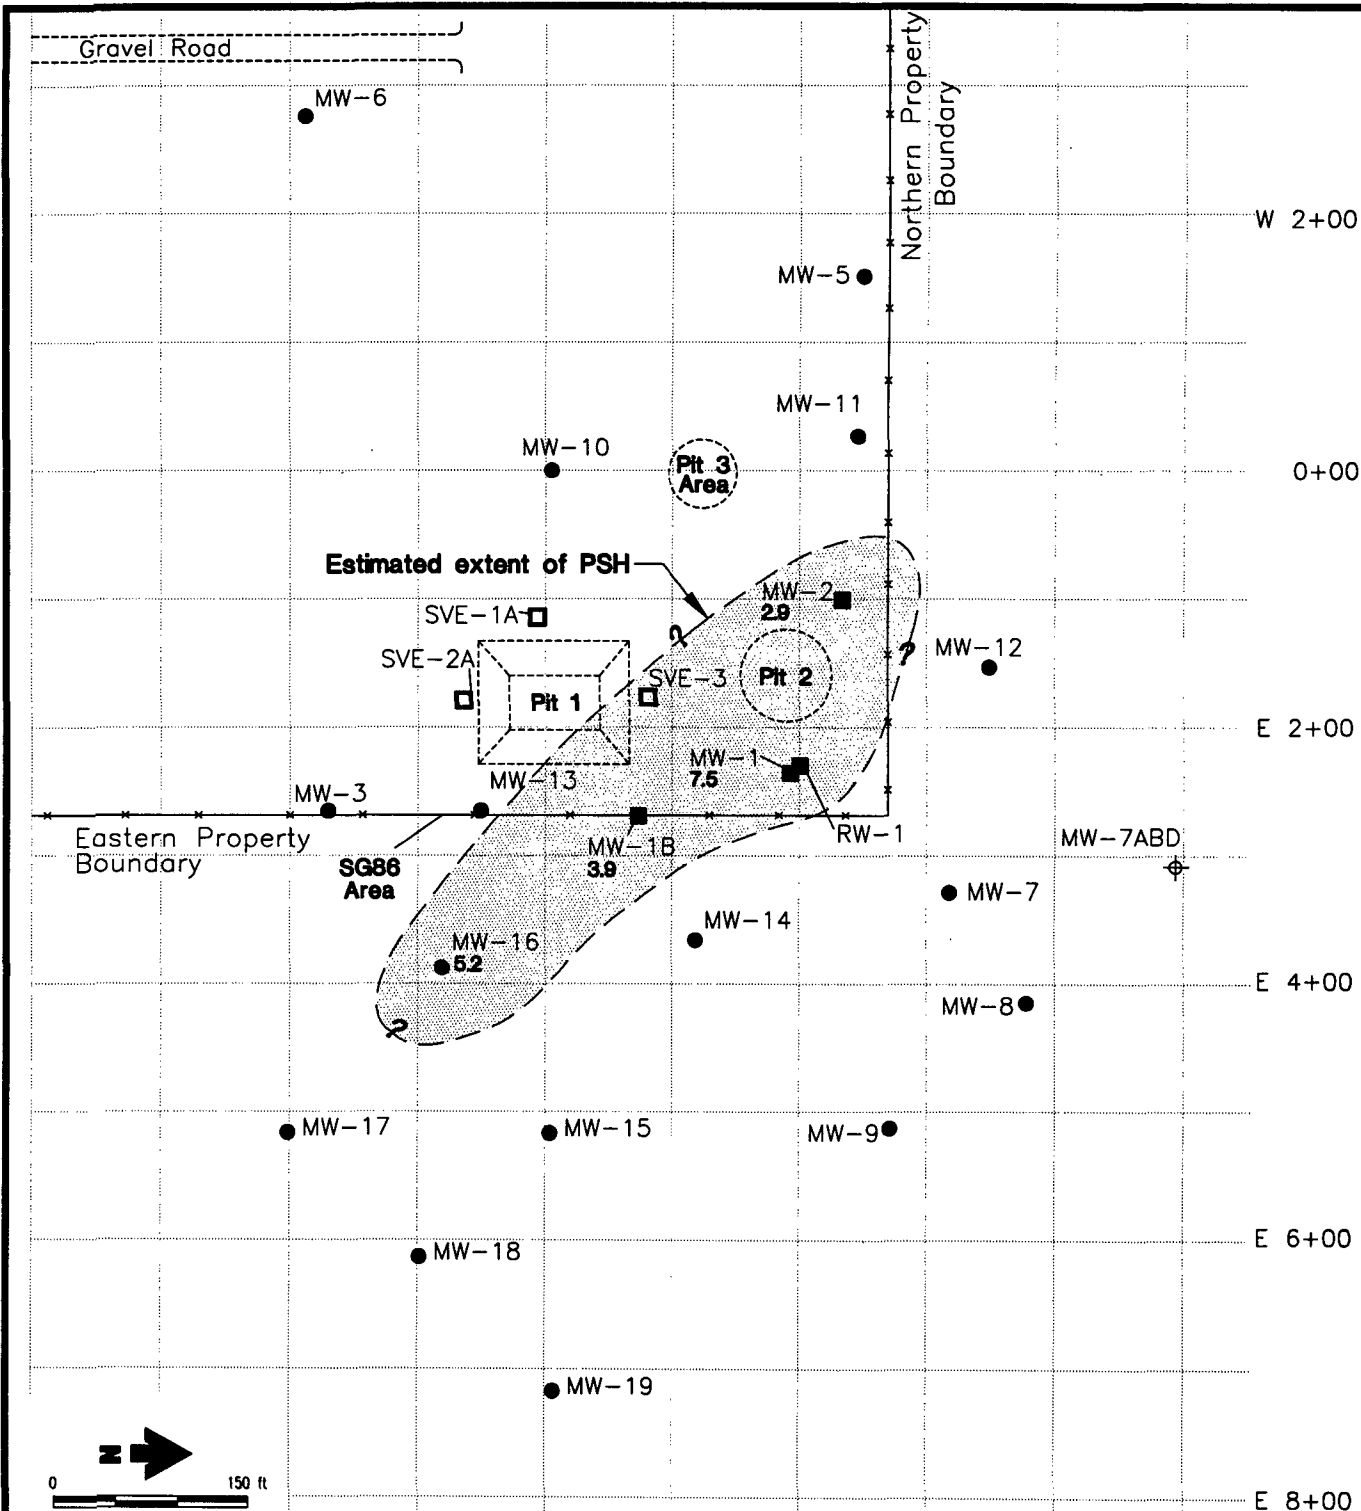 Gravel Road
MW-6
Northern Property
Boundary
W 2+00
MW-5
MW-11
MW-10
Pit 3
Area
0+00
Estimated extent of PSH
MW-2
2.9
SVE-1A
?
?
MW-12
SVE-2A
SVE-3
Pit 2
Pit 1
E 2+00
MW-1
7.5
MW-3
MW-13
Eastern Property
Boundary
MW-1B
3.9
RW-1
MW-7ABD
SG86
Area
MW-7
MW-14
MW-16
5.2
E 4+00
MW-8
?
MW-17
MW-15
MW-9
E 6+00
MW-18
MW-19
N
0
150 ft
E 8+00